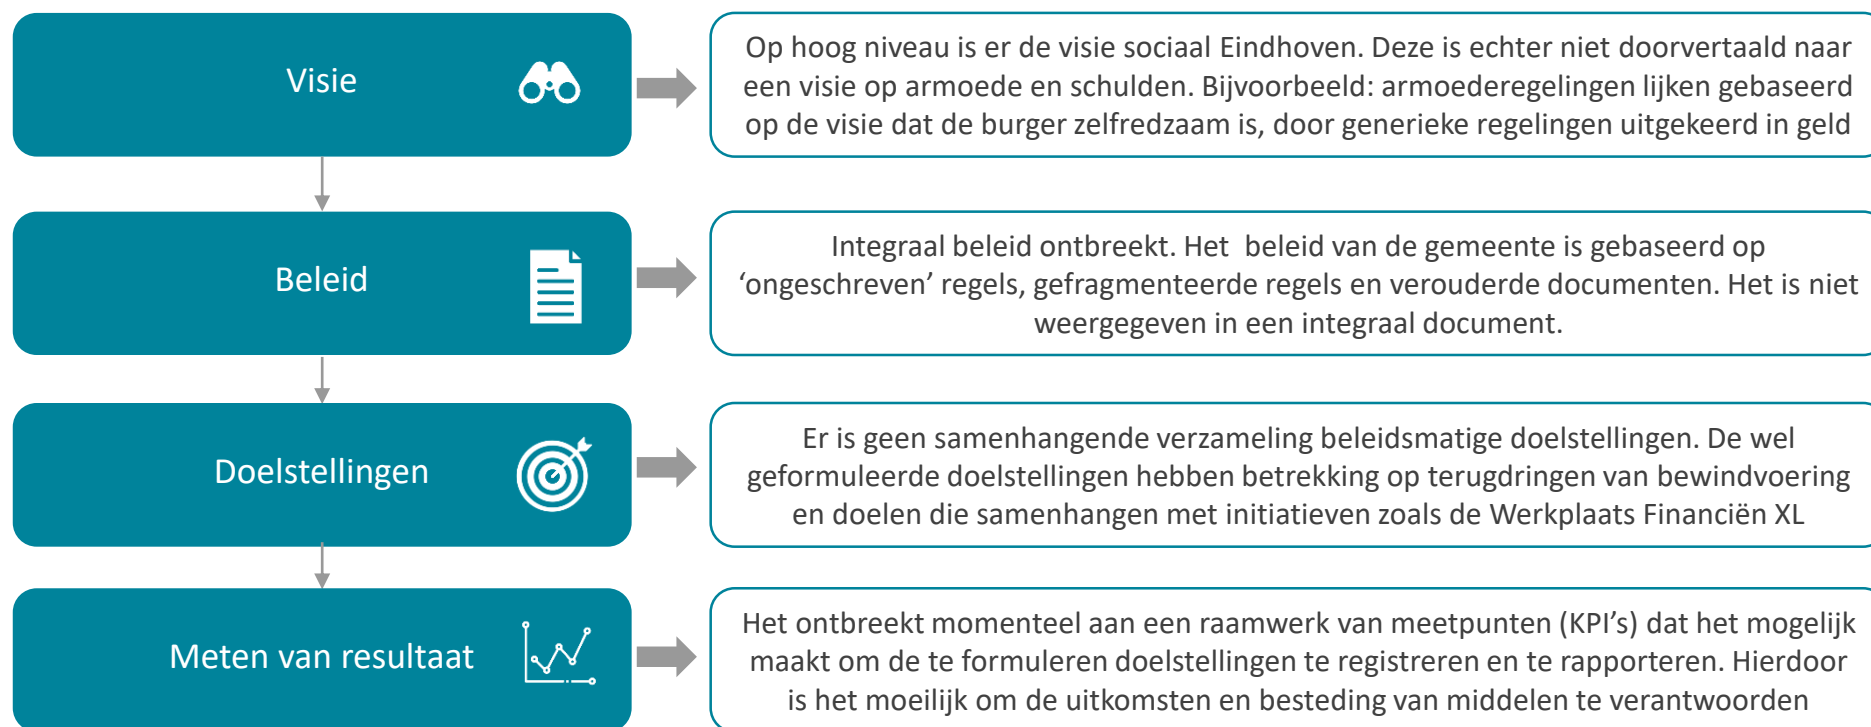 Visie
Op hoog niveau is er de visie sociaal Eindhoven. Deze is echter niet doorvertaald naar
een visie op armoede en schulden. Bijvoorbeeld: armoederegelingen lijken gebaseerd
op de visie dat de burger zelfredzaam is, door generieke regelingen uitgekeerd in geld
Beleid
Integraal beleid ontbreekt. Het  beleid van de gemeente is gebaseerd op
‘ongeschreven’ regels, gefragmenteerde regels en verouderde documenten. Het is niet
weergegeven in een integraal document.
Doelstellingen
Er is geen samenhangende verzameling beleidsmatige doelstellingen. De wel
geformuleerde doelstellingen hebben betrekking op terugdringen van bewindvoering
en doelen die samenhangen met initiatieven zoals de Werkplaats Financiën XL
Meten van resultaat
Het ontbreekt momenteel aan een raamwerk van meetpunten (KPI’s) dat het mogelijk
maakt om de te formuleren doelstellingen te registreren en te rapporteren. Hierdoor
is het moeilijk om de uitkomsten en besteding van middelen te verantwoorden